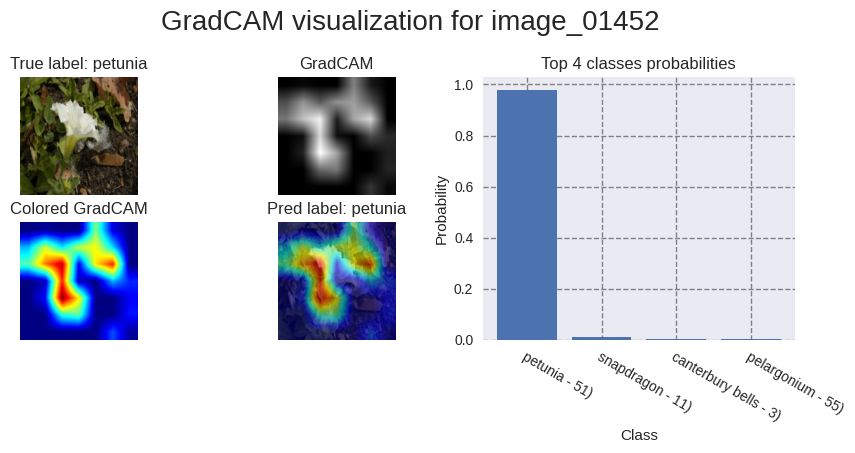 GradCAM visualization for image_01452
True label: petunia
GradCAM
Top 4 classes probabilities
Colored GradCAM
Pred label: petunia
Probability
1.0
0.8
0.6
0.4
0.2
0.0
petunia - 51)
snapdragon - 11)
canterbury bells - 3)
pelargonium - 55)
Class